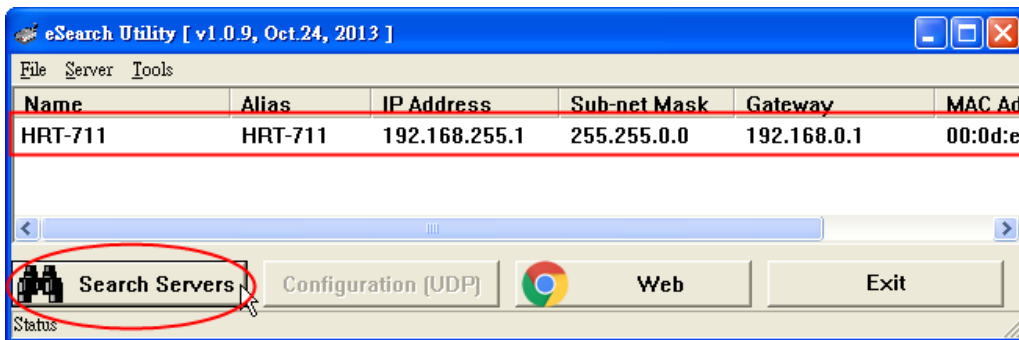 eSearch Utility [ v1.0.9, Oct.24, 2013 ]
File Server Tools
Name Alias IP Address Sub-net Mask Gateway MAC Ad
HRT-711 HRT-711 192.168.255.1 255.255.0.0 192.168.0.1 00:0d:e
Search Servers Configuration (UDP) Web Exit
Status